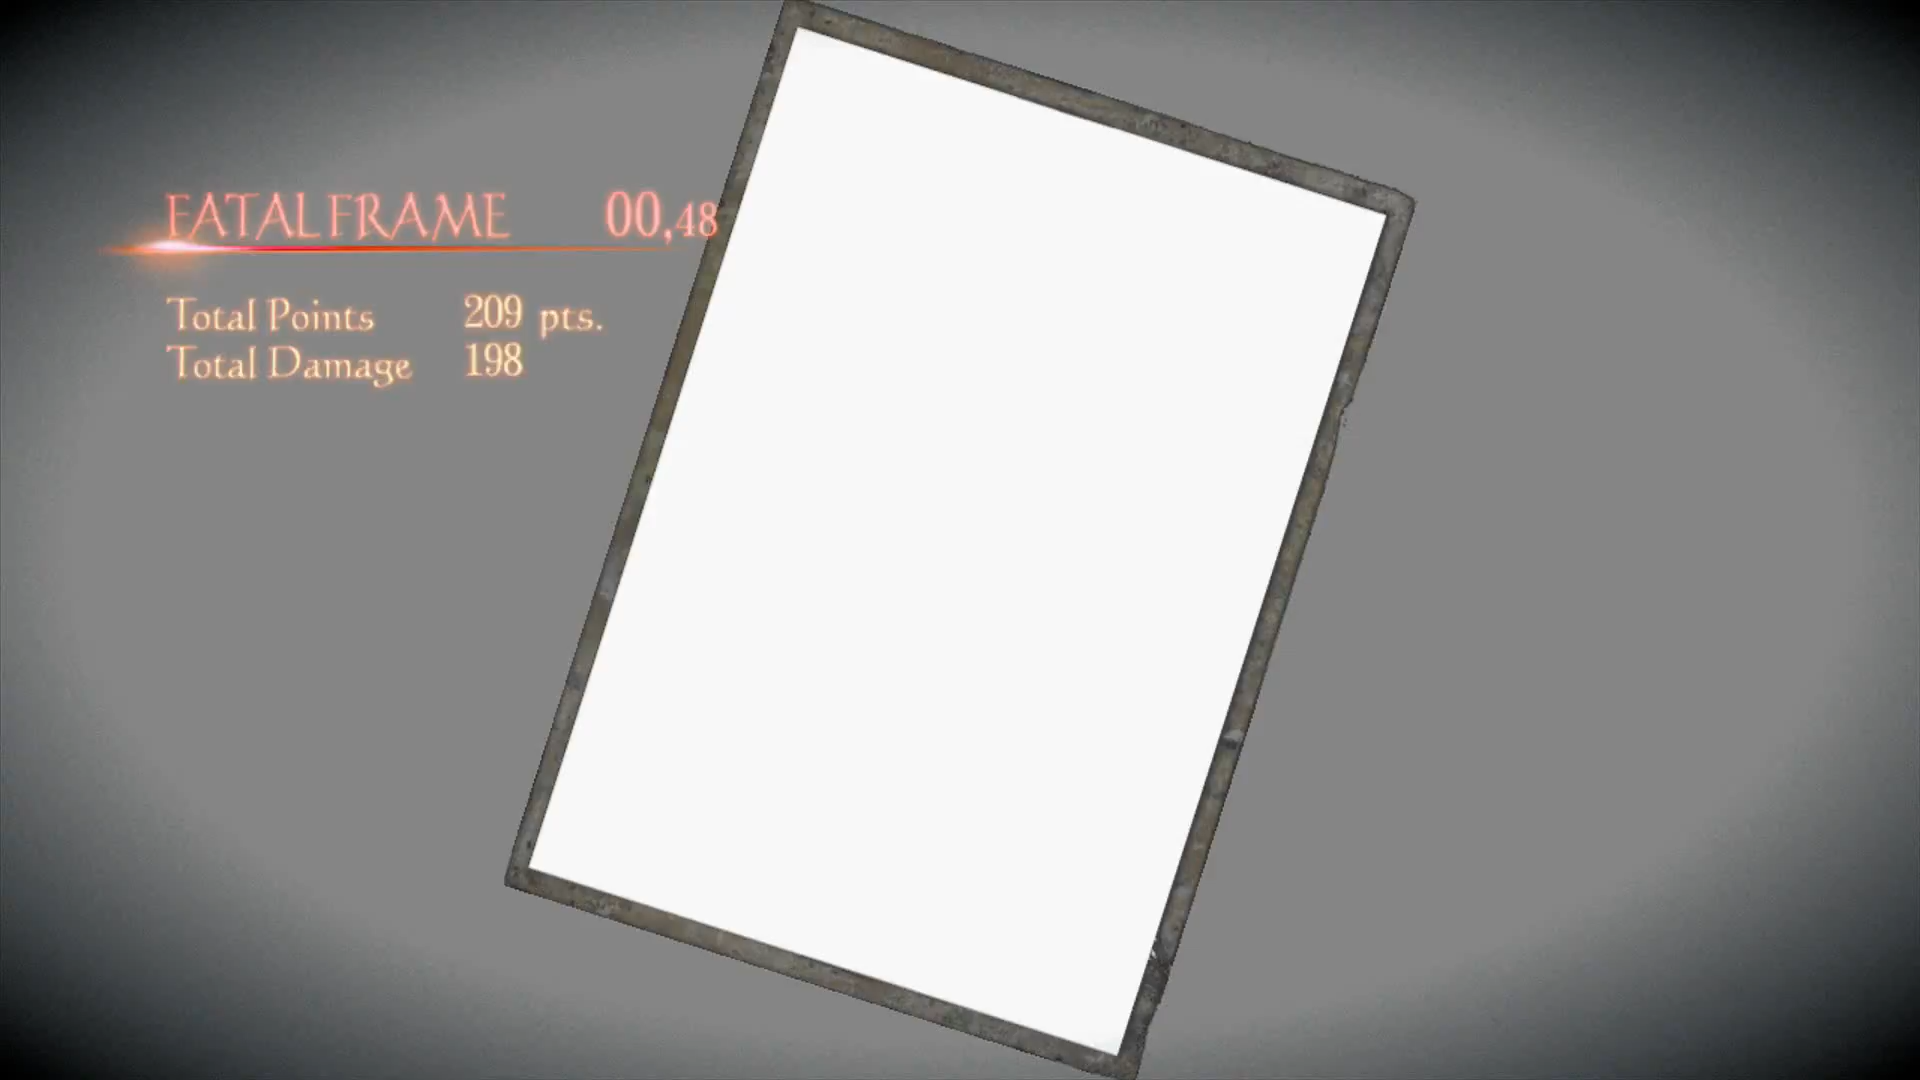 FATAL FRAME 00,48
Total Points 209 pts.
Total Damage 198